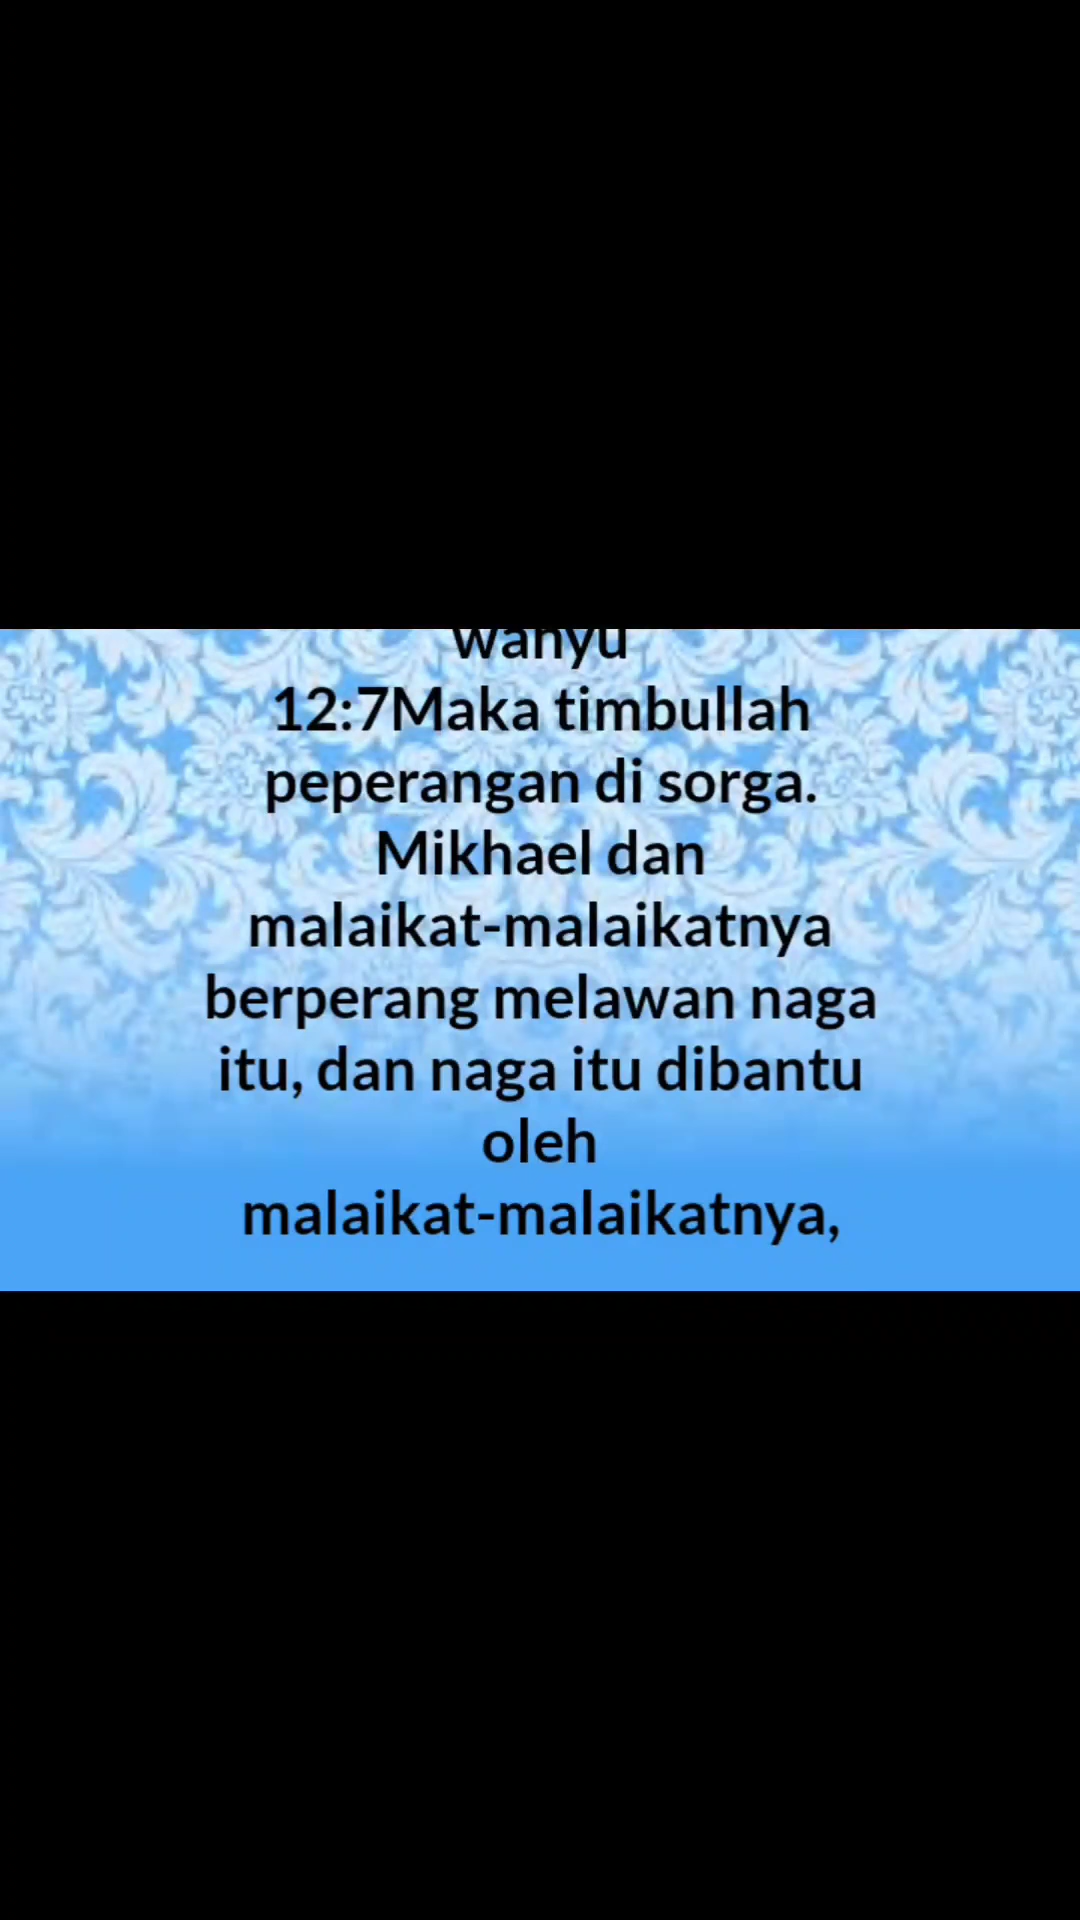 wahyu
12:7Maka timbullah
peperangan di sorga.
Mikhael dan
malaikat-malaikatnya
berperang melawan naga
itu, dan naga itu dibantu
oleh
malaikat-malaikatnya,